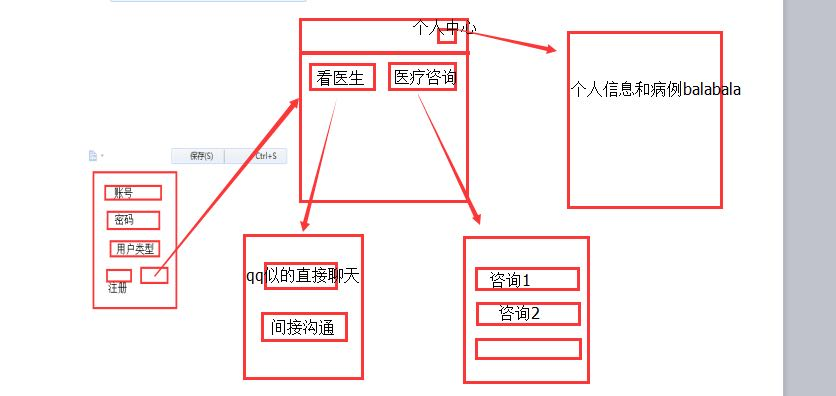 个人中心
看医生
医疗咨询
个人信息和病例balabala
保存(S)
Ctrl+S
账号
密码
用户类型
注册
qq似的直接聊天
间接沟通
咨询1
咨询2